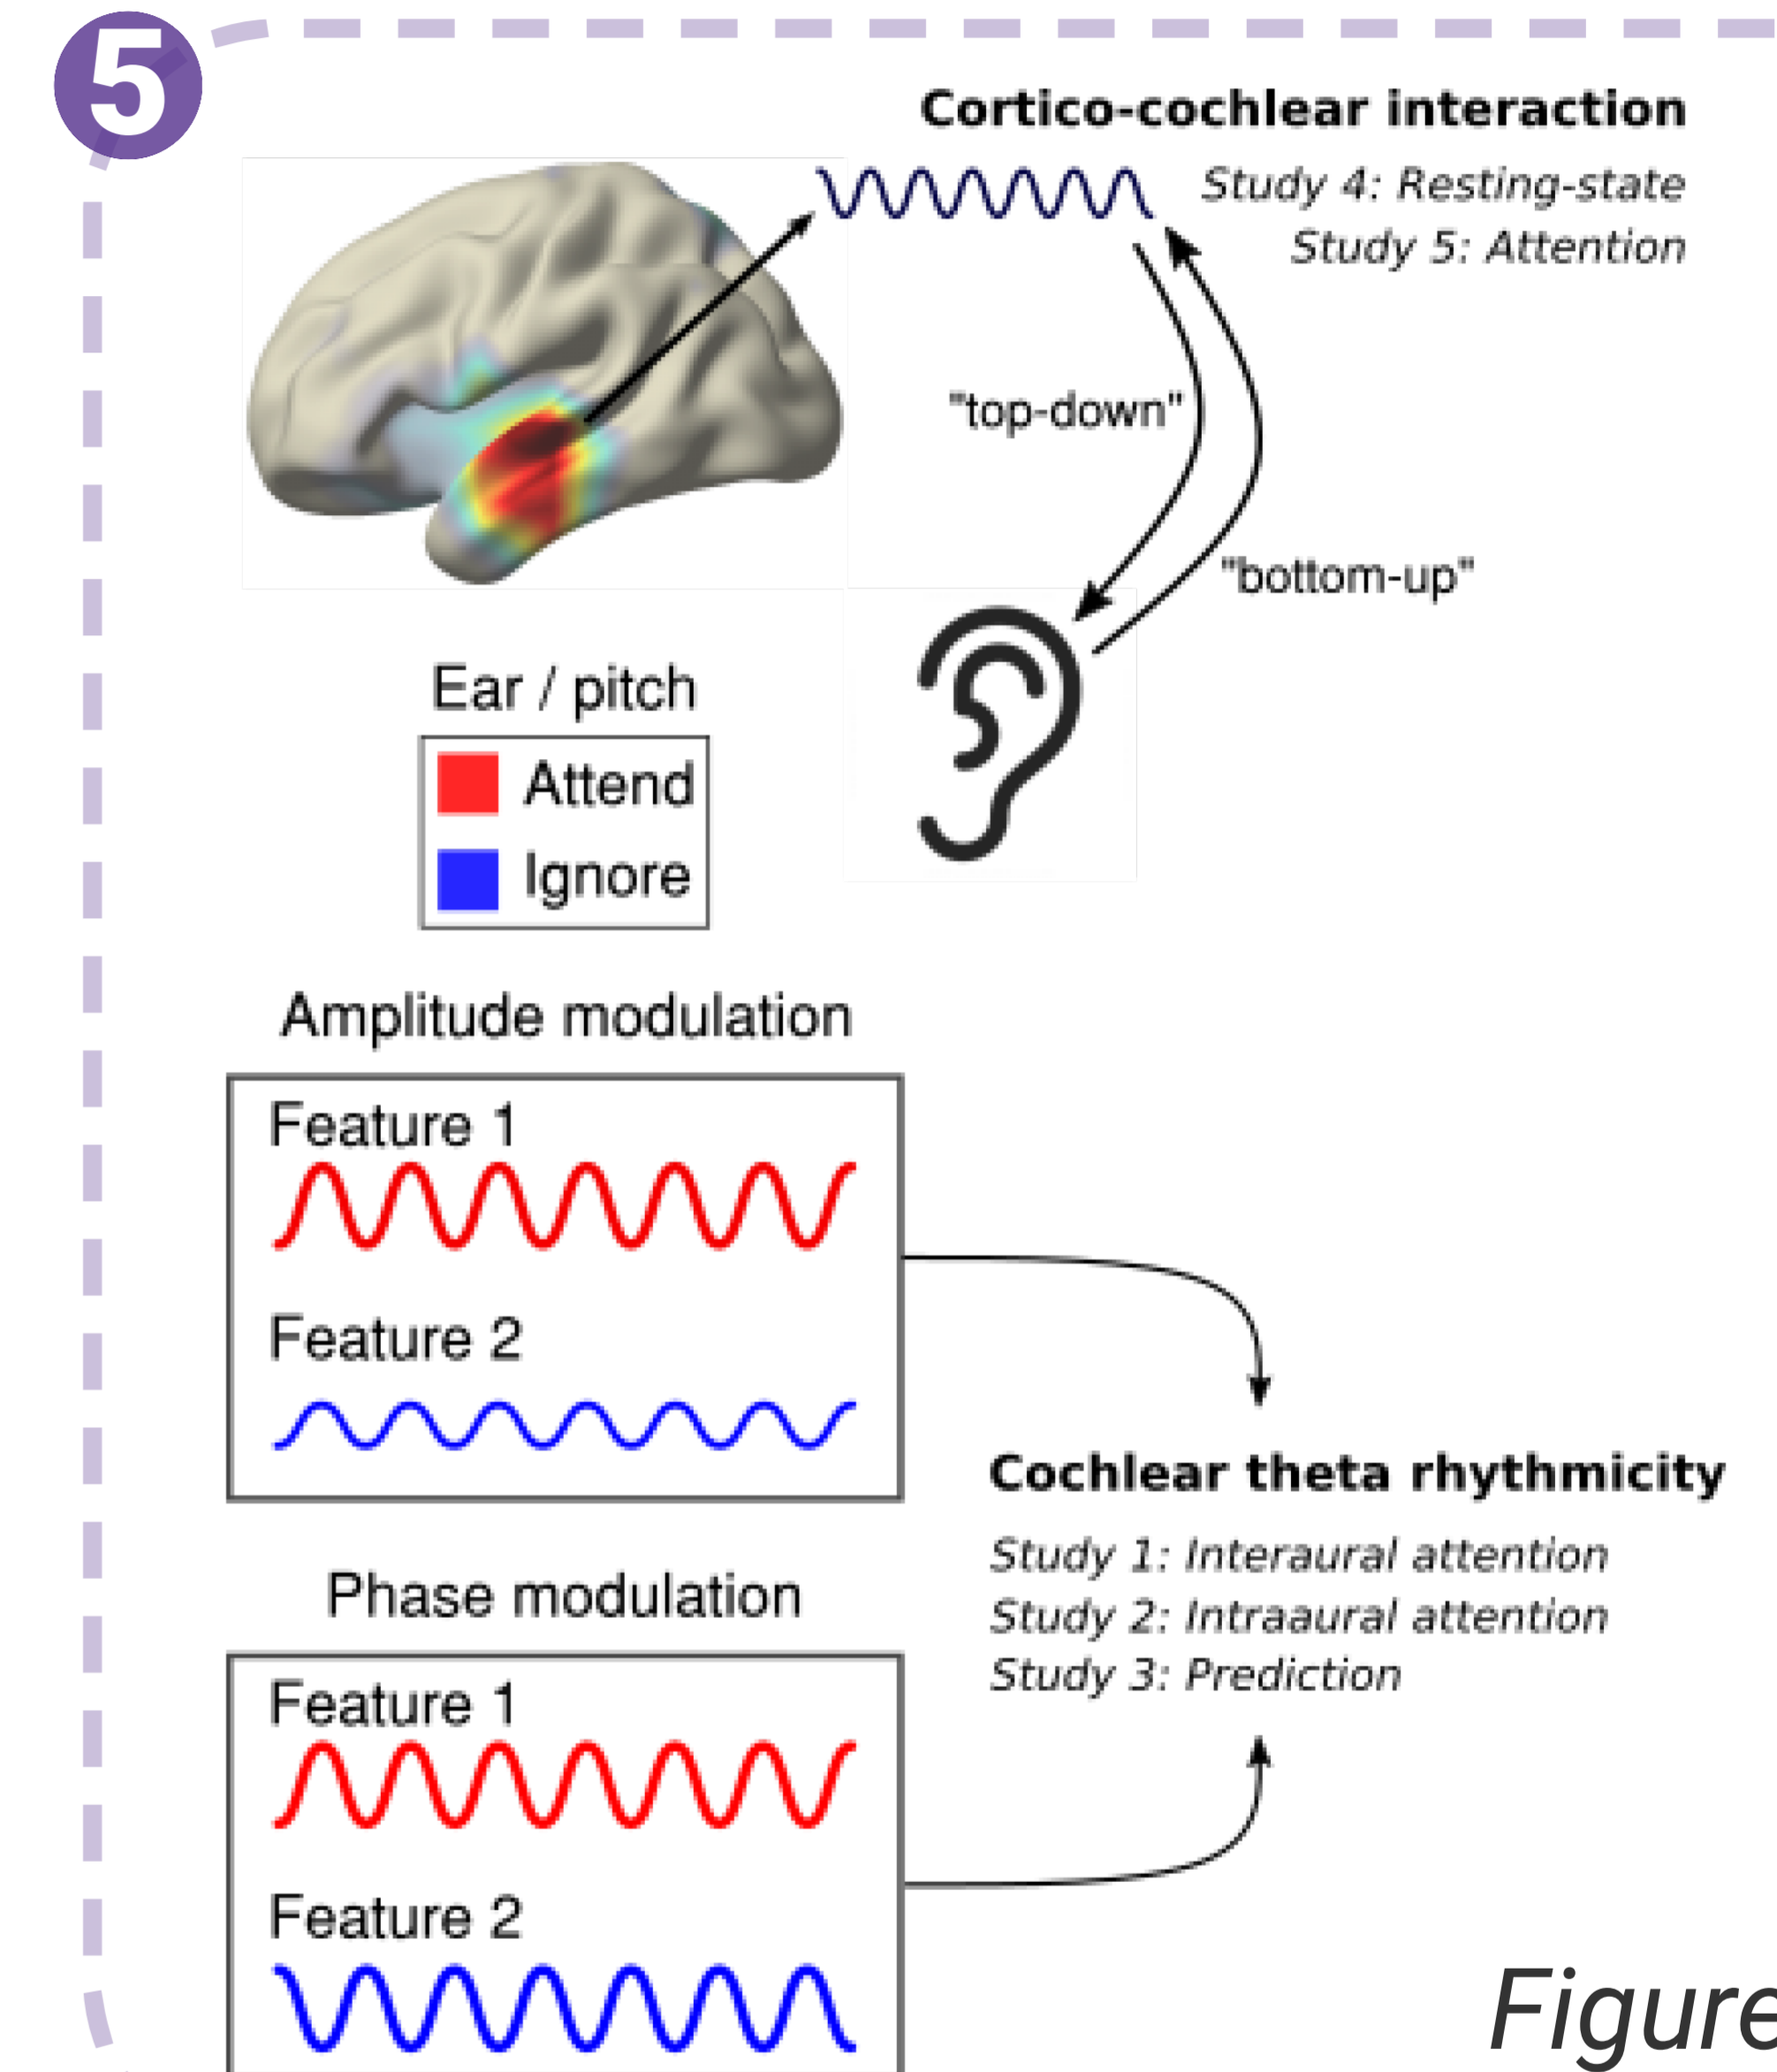 5
Cortico-cochlear interaction
Study 4: Resting-state
Study 5: Attention
"top-down"
"bottom-up"
Ear / pitch
Attend
Ignore
Amplitude modulation
Feature 1
Feature 2
Cochlear theta rhythmicity
Study 1: Interaural attention
Study 2: Intraaural attention
Study 3: Prediction
Phase modulation
Feature 1
Feature 2
Figure